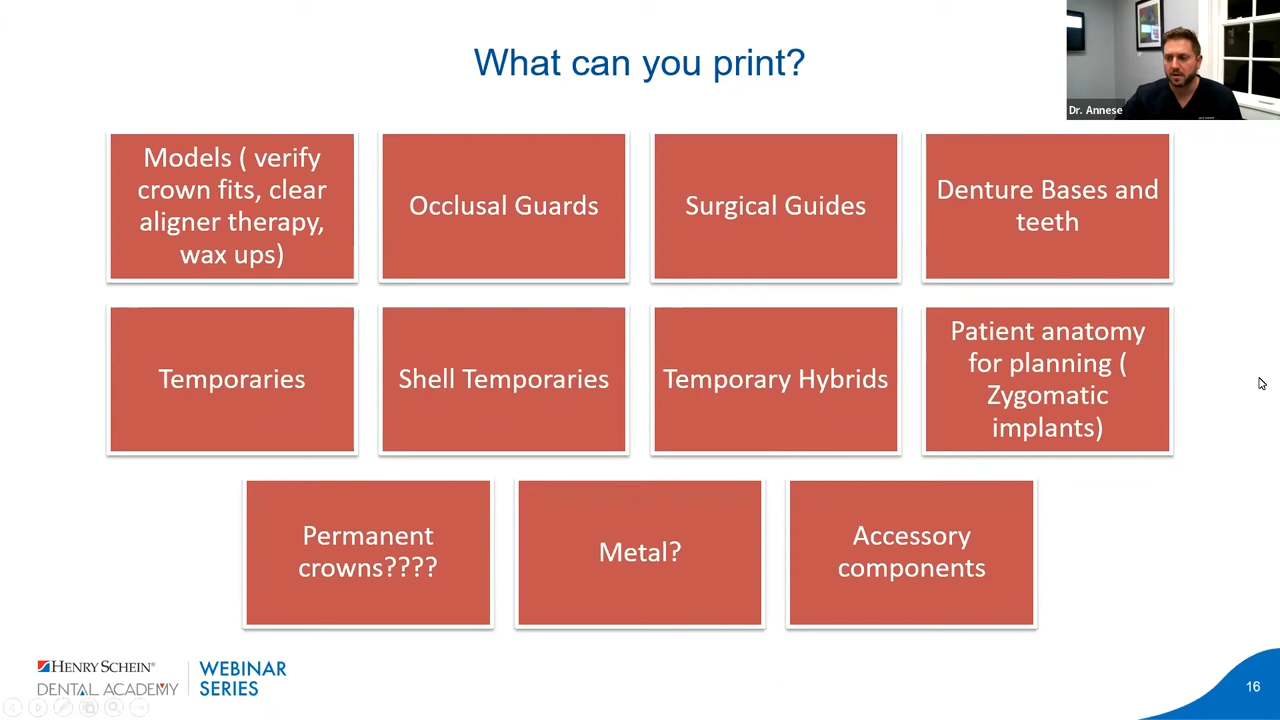 What can you print?
Dr. Annese
Models ( verify
crown fits, clear
aligner therapy,
wax ups)
Occlusal Guards
Surgical Guides
Denture Bases and
teeth
Temporaries
Shell Temporaries
Temporary Hybrids
Patient anatomy
for planning (
Zygomatic
implants)
Permanent
crowns????
Metal?
Accessory
components
HENRY SCHEIN®
DENTAL ACADEMY
WEBINAR
SERIES
16